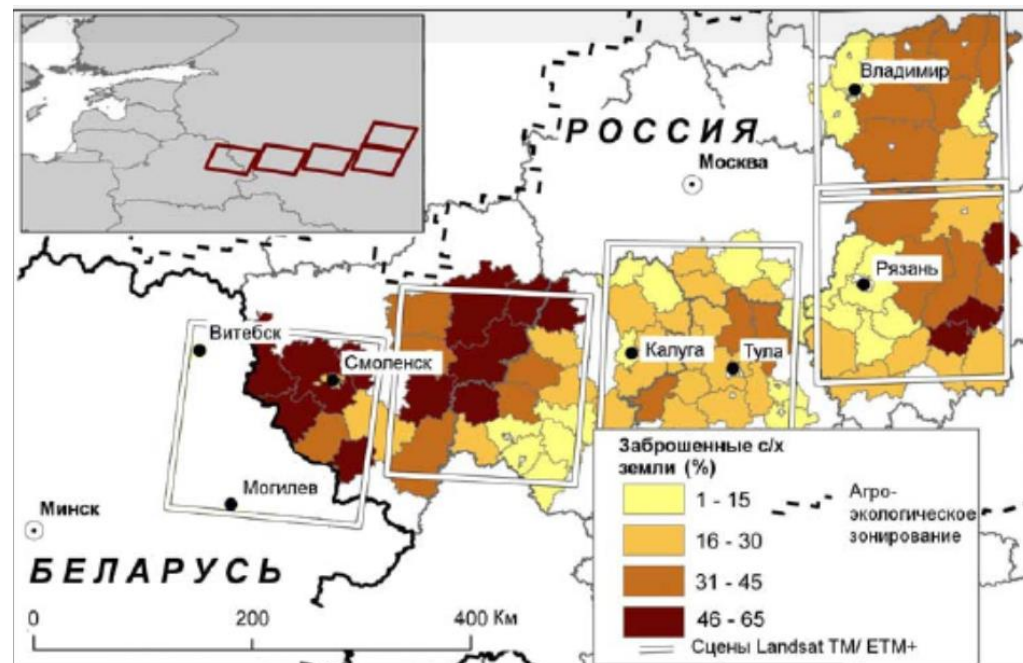 Владимир
РОССИЯ
Москва
Рязань
Витебск
Смоленск
Калуга
Тула
Могилев
Минск
БЕЛАРУСЬ
0 200 400 Км
Заброшенные с/х
земли (%)
1 - 15
16 - 30
31 - 45
46 - 65
Агро-
экологическое
зонирование
Сцены Landsat TM/ ETM+